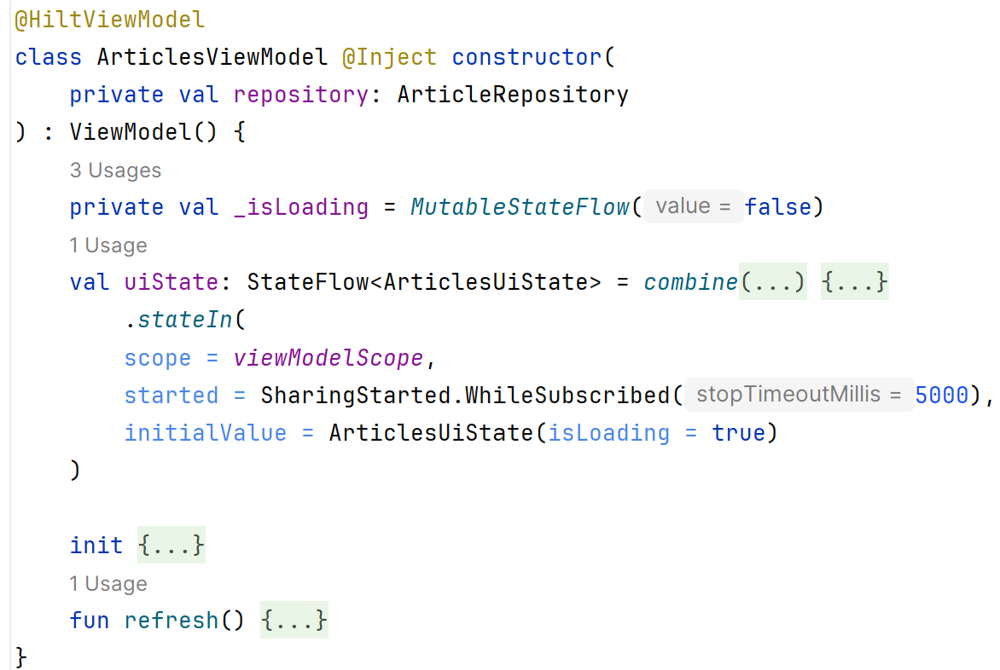 @HiltViewModel
class ArticlesViewModel @Inject constructor(
    private val repository: ArticleRepository
) : ViewModel() {
    3 Usages
    private val _isLoading = MutableStateFlow( value = false)
    1 Usage
    val uiState: StateFlow<ArticlesUiState> = combine(...) {...}
        .stateIn(
        scope = viewModelScope,
        started = SharingStarted.WhileSubscribed( stopTimeoutMillis = 5000),
        initialValue = ArticlesUiState(isLoading = true)
    )
    init {...}
    1 Usage
    fun refresh() {...}
}